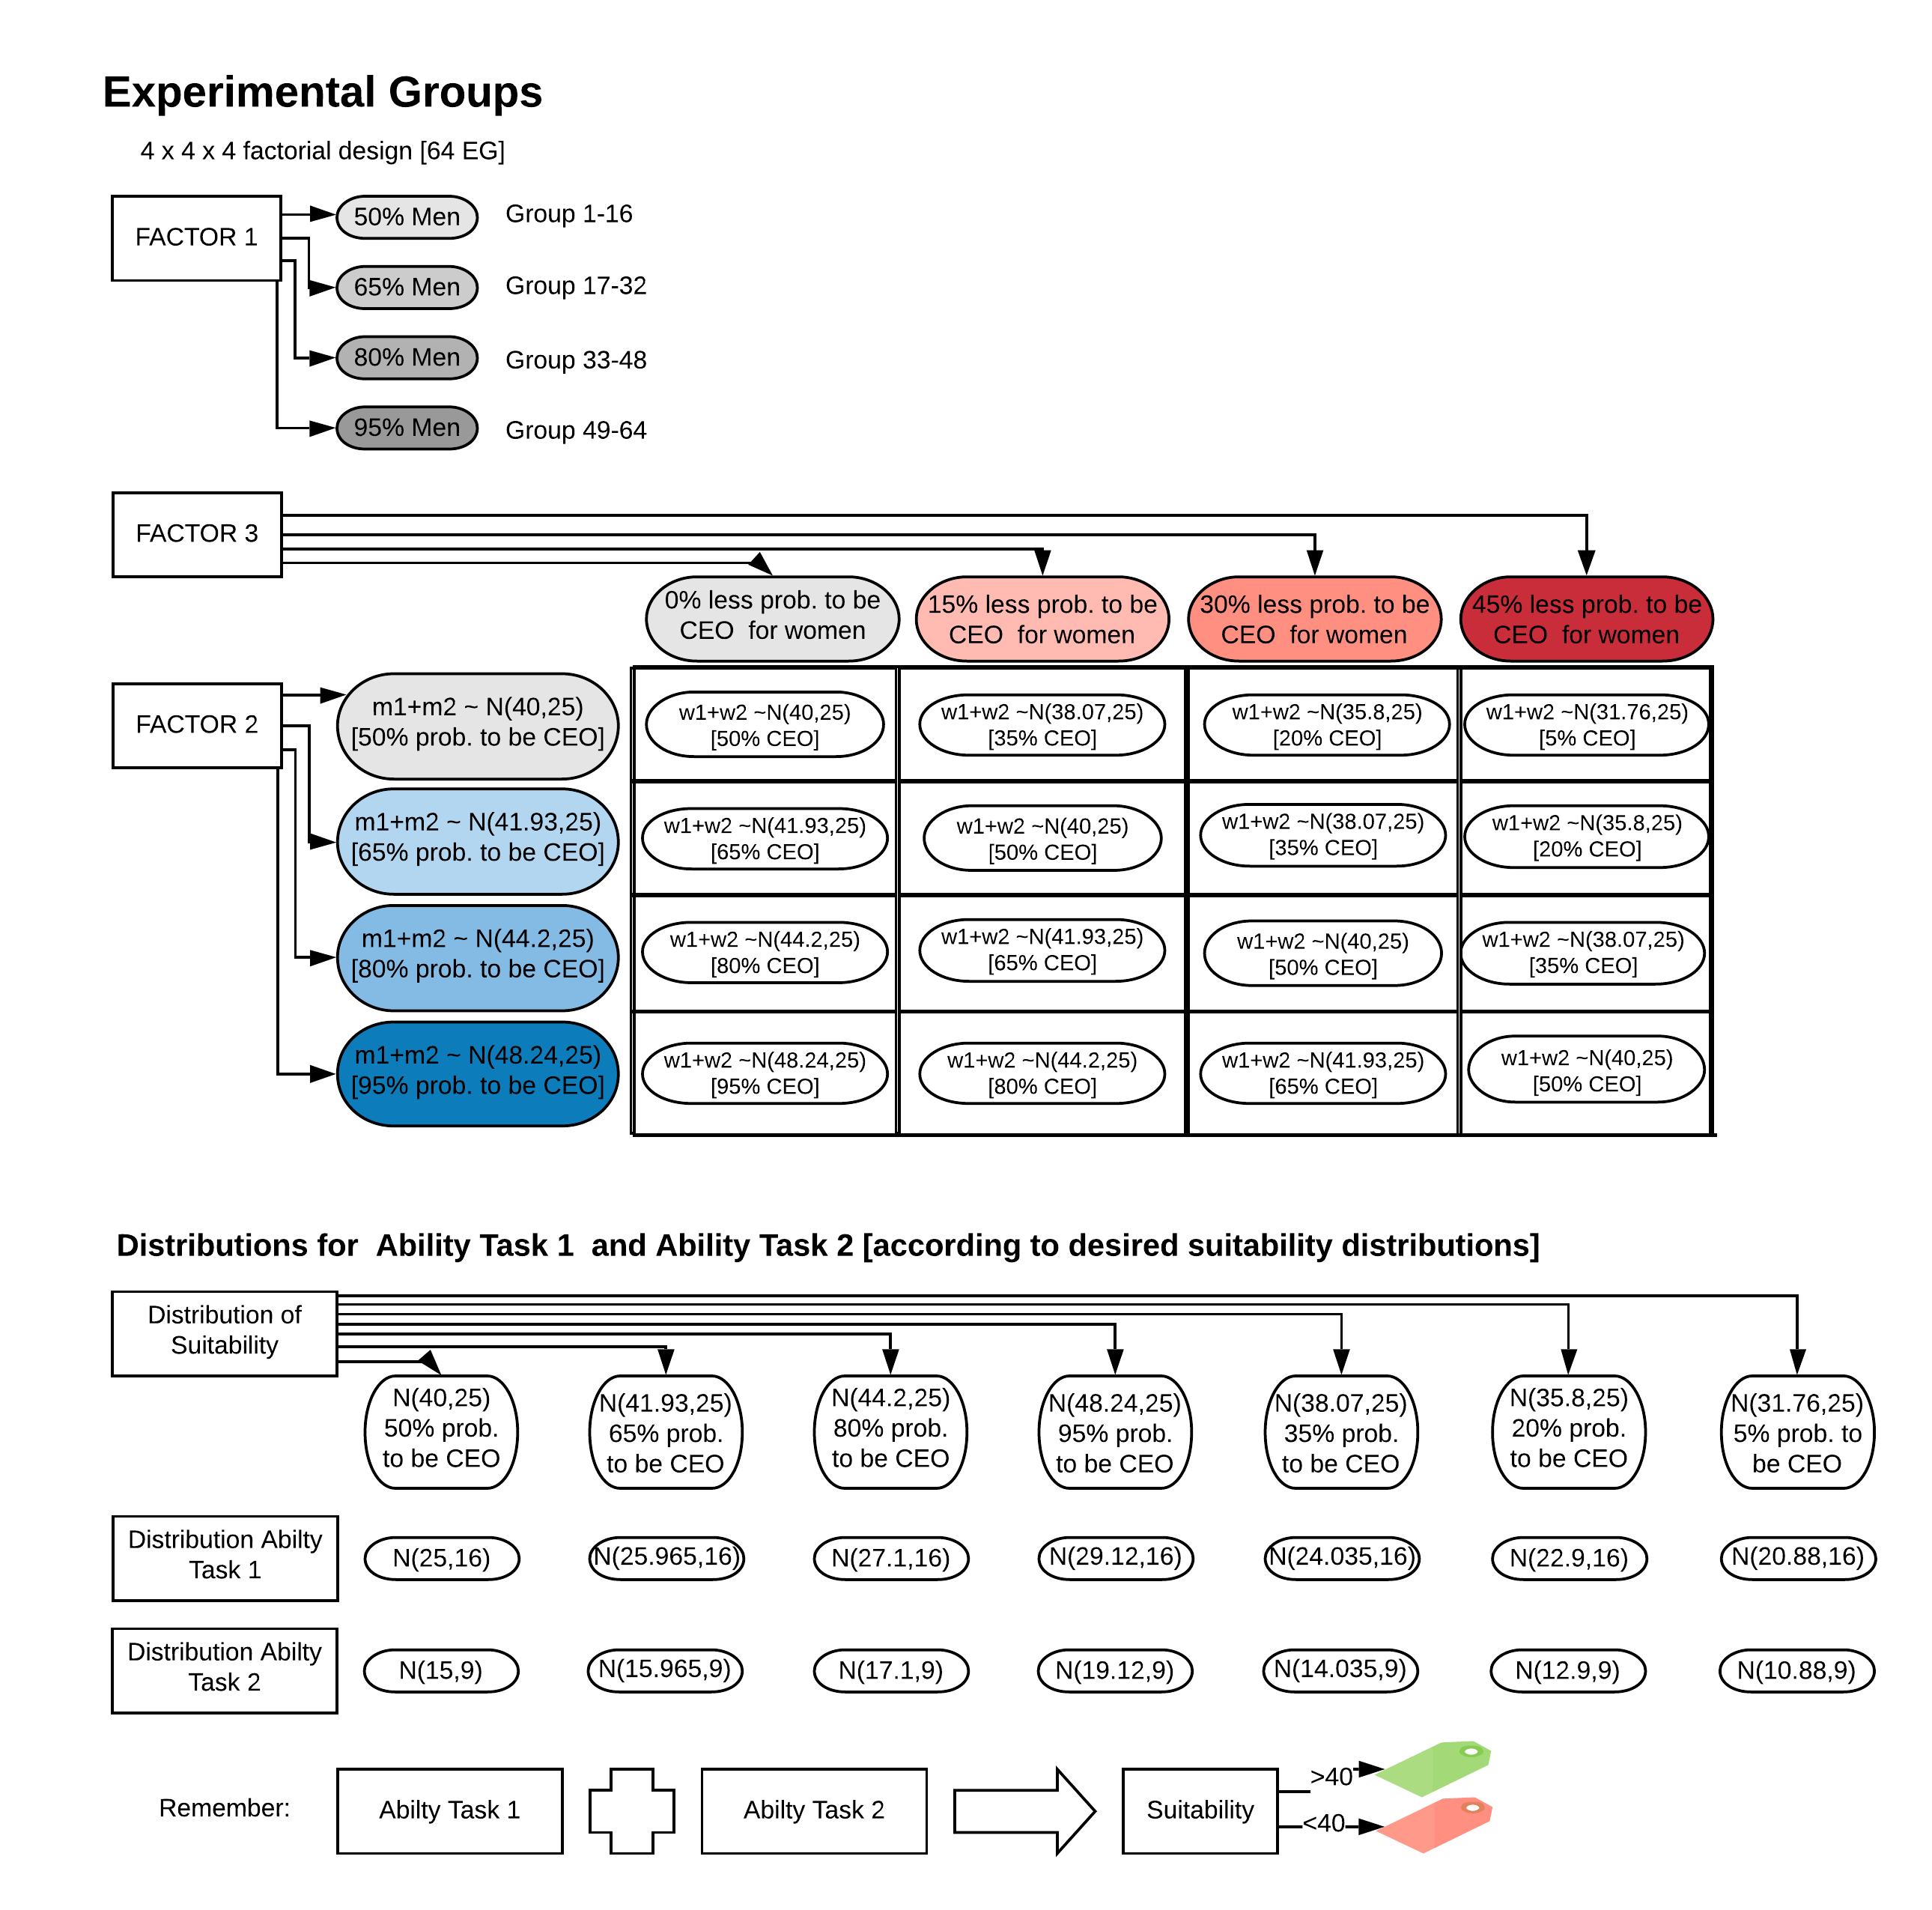 Experimental Groups
4 x 4 x 4 factorial design [64 EG]
FACTOR 1
50% Men
Group 1-16
65% Men
Group 17-32
80% Men
Group 33-48
95% Men
Group 49-64
FACTOR 3
0% less prob. to be
CEO  for women
15% less prob. to be
CEO  for women
30% less prob. to be
CEO  for women
45% less prob. to be
CEO  for women
FACTOR 2
m1+m2 ~ N(40,25)
[50% prob. to be CEO]
w1+w2 ~N(40,25)
[50% CEO]
w1+w2 ~N(38.07,25)
[35% CEO]
w1+w2 ~N(35.8,25)
[20% CEO]
w1+w2 ~N(31.76,25)
[5% CEO]
m1+m2 ~ N(41.93,25)
[65% prob. to be CEO]
w1+w2 ~N(41.93,25)
[65% CEO]
w1+w2 ~N(40,25)
[50% CEO]
w1+w2 ~N(38.07,25)
[35% CEO]
w1+w2 ~N(35.8,25)
[20% CEO]
m1+m2 ~ N(44.2,25)
[80% prob. to be CEO]
w1+w2 ~N(44.2,25)
[80% CEO]
w1+w2 ~N(41.93,25)
[65% CEO]
w1+w2 ~N(40,25)
[50% CEO]
w1+w2 ~N(38.07,25)
[35% CEO]
m1+m2 ~ N(48.24,25)
[95% prob. to be CEO]
w1+w2 ~N(48.24,25)
[95% CEO]
w1+w2 ~N(44.2,25)
[80% CEO]
w1+w2 ~N(41.93,25)
[65% CEO]
w1+w2 ~N(40,25)
[50% CEO]
Distributions for  Ability Task 1  and Ability Task 2 [according to desired suitability distributions]
Distribution of
Suitability
N(40,25)
50% prob.
to be CEO
N(41.93,25)
65% prob.
to be CEO
N(44.2,25)
80% prob.
to be CEO
N(48.24,25)
95% prob.
to be CEO
N(38.07,25)
35% prob.
to be CEO
N(35.8,25)
20% prob.
to be CEO
N(31.76,25)
5% prob. to
be CEO
Distribution Abilty
Task 1
N(25,16)
N(25.965,16)
N(27.1,16)
N(29.12,16)
N(24.035,16)
N(22.9,16)
N(20.88,16)
Distribution Abilty
Task 2
N(15,9)
N(15.965,9)
N(17.1,9)
N(19.12,9)
N(14.035,9)
N(12.9,9)
N(10.88,9)
Remember:
Abilty Task 1
Abilty Task 2
Suitability
>40
<40